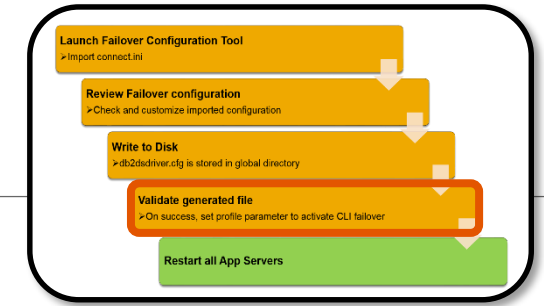 Launch Failover Configuration Tool
➢Import connect.ini
Review Failover configuration
➢Check and customize imported configuration
Write to Disk
➢db2dsdriver.cfg is stored in global directory
Validate generated file
➢On success, set profile parameter to activate CLI failover
Restart all App Servers